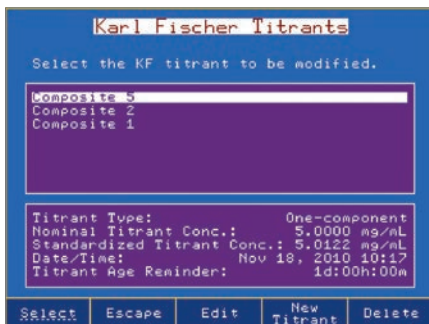 Karl Fischer Titrants
Select the KF titrant to be modified.
Composite 5
Composite 2
Composite 1
Titrant Type: One-component
Nominal Titrant Conc.: 5.0000 mg/mL
Standardized Titrant Conc.: 5.0122 mg/mL
Date/Time: Nov 18, 2010 10:17
Titrant Age Reminder: 1d:00h:00m
Select Escape Edit New Titrant Delete